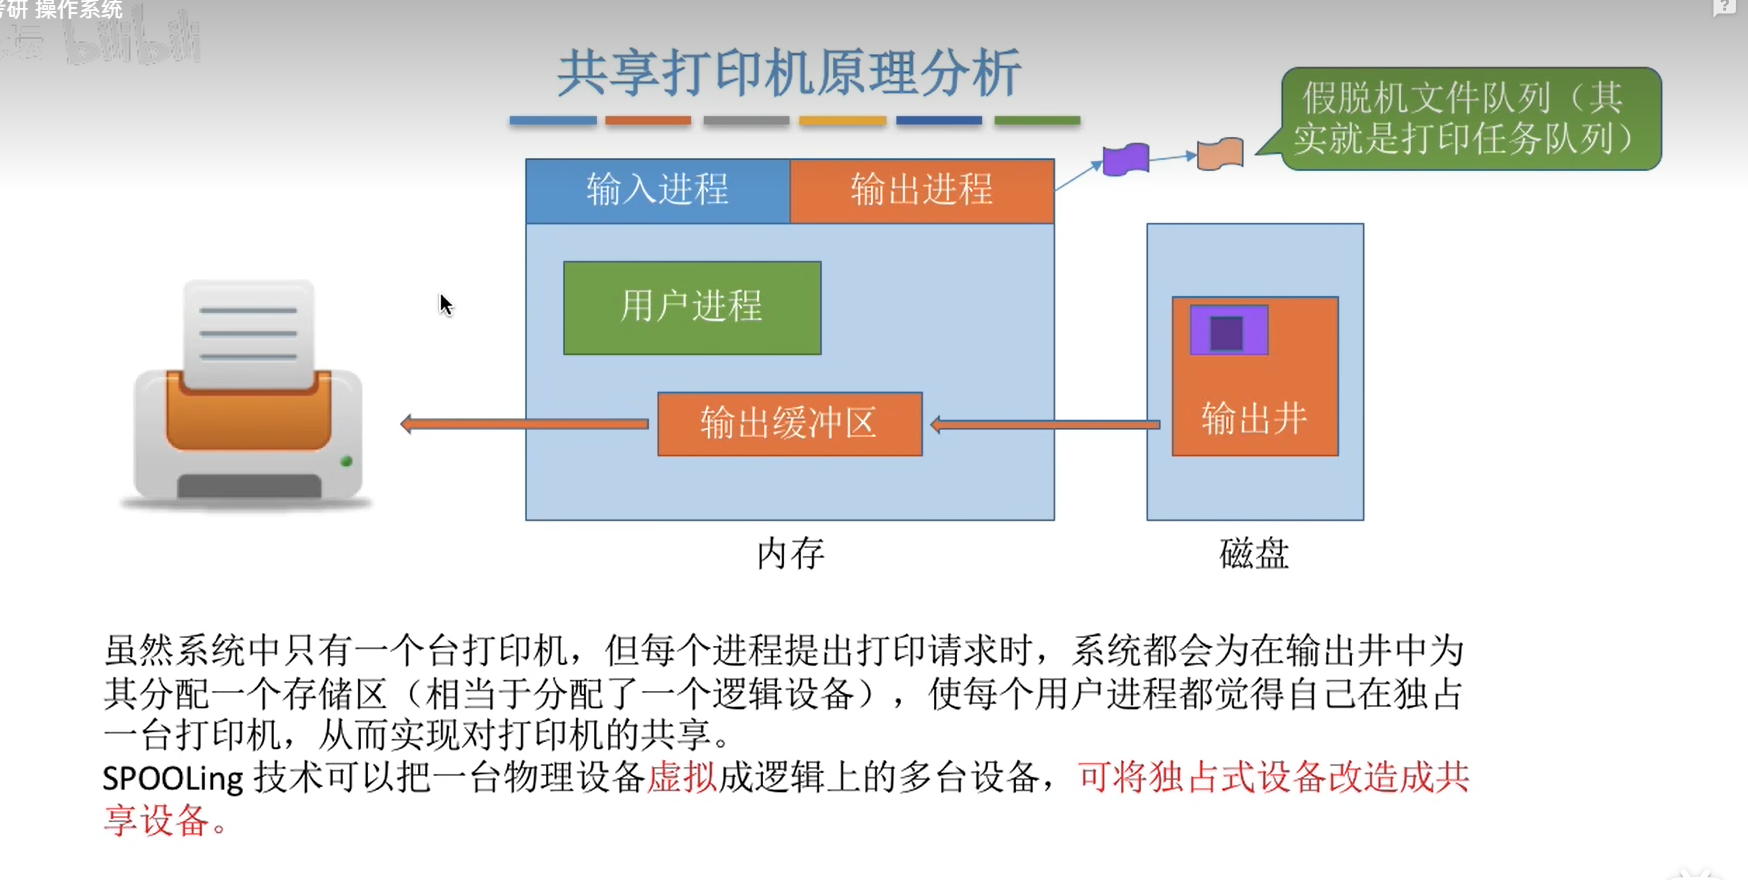 考研 操作系统
坛 bilibili
?
共享打印机原理分析
假脱机文件队列（其
实就是打印任务队列）
输入进程
输出进程
用户进程
输出缓冲区
输出井
内存
磁盘
虽然系统中只有一个台打印机，但每个进程提出打印请求时，系统都会为在输出井中为
其分配一个存储区（相当于分配了一个逻辑设备），使每个用户进程都觉得自己在独占
一台打印机，从而实现对打印机的共享。
SPOOLing 技术可以把一台物理设备虚拟成逻辑上的多台设备，可将独占式设备改造成共
享设备。